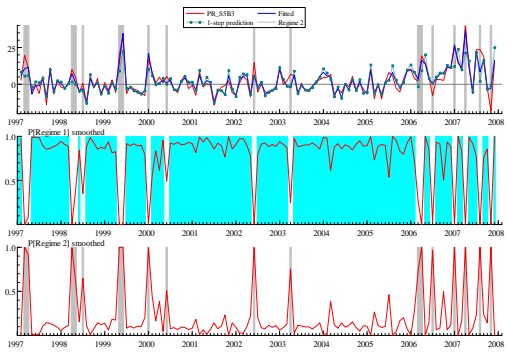 PR_S5B3 Fitted
1-step prediction Regime 2
25
0
1997 1998 1999 2000 2001 2002 2003 2004 2005 2006 2007 2008
P[Regime 1] smoothed
1.0
0.5
1997 1998 1999 2000 2001 2002 2003 2004 2005 2006 2007 2008
P[Regime 2] smoothed
1.0
0.5
1997 1998 1999 2000 2001 2002 2003 2004 2005 2006 2007 2008